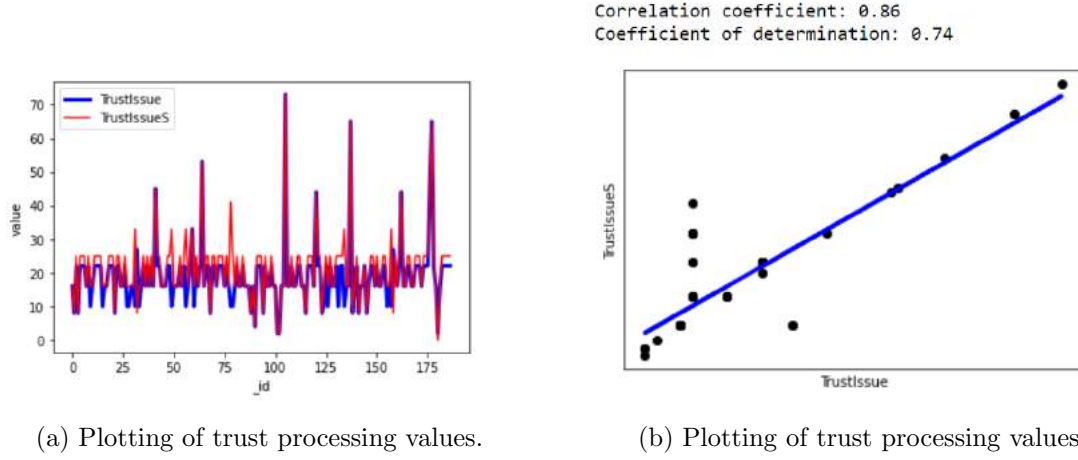 Correlation coefficient: 0.86
Coefficient of determination: 0.74
TrustIssue
TrustIssueS
value
70
60
50
40
30
20
10
0
0 25 50 75 100 125 150 175
_id
TrustIssueS
TrustIssue
(a) Plotting of trust processing values.
(b) Plotting of trust processing values